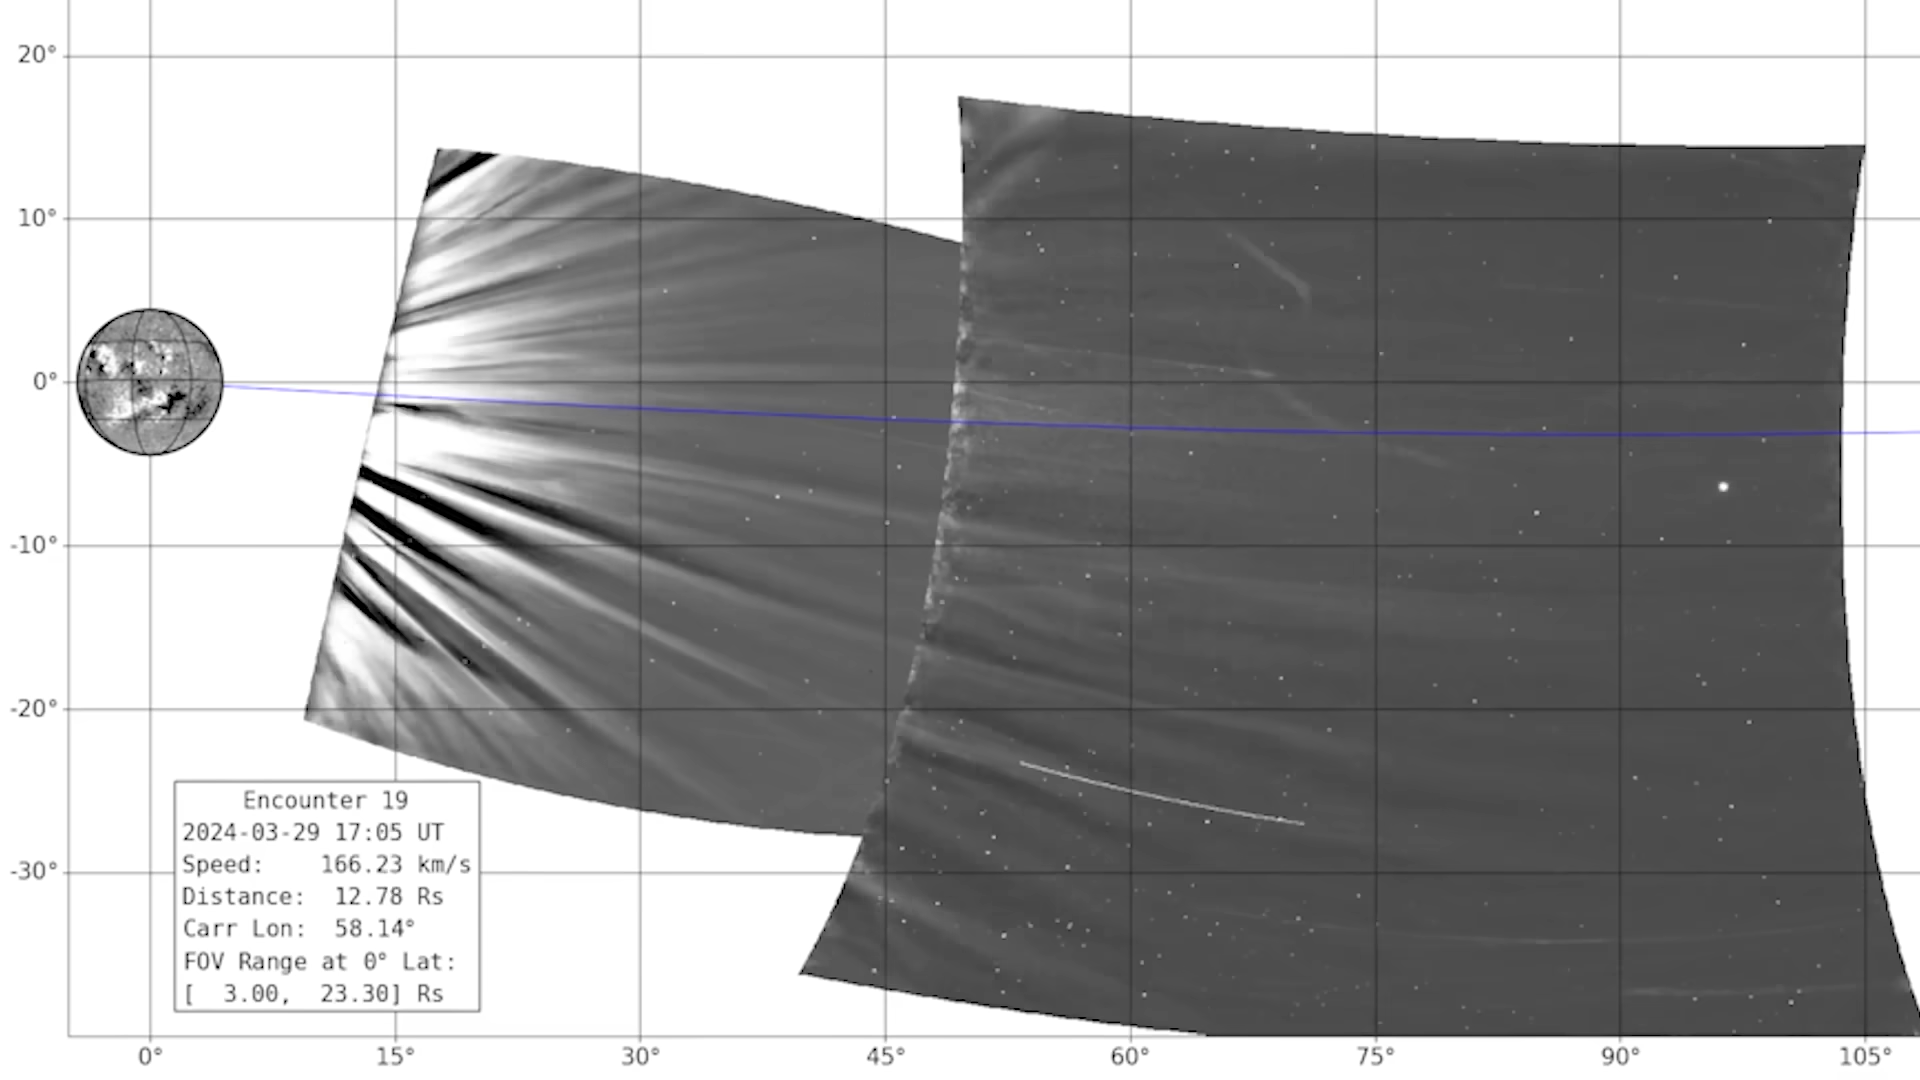 20°
10°
0°
-10°
-20°
-30°
Encounter 19
2024-03-29 17:05 UT
Speed: 166.23 km/s
Distance: 12.78 Rs
Carr Lon: 58.14°
FOV Range at 0° Lat:
[ 3.00, 23.30] Rs
0° 15° 30° 45° 60° 75° 90° 105°